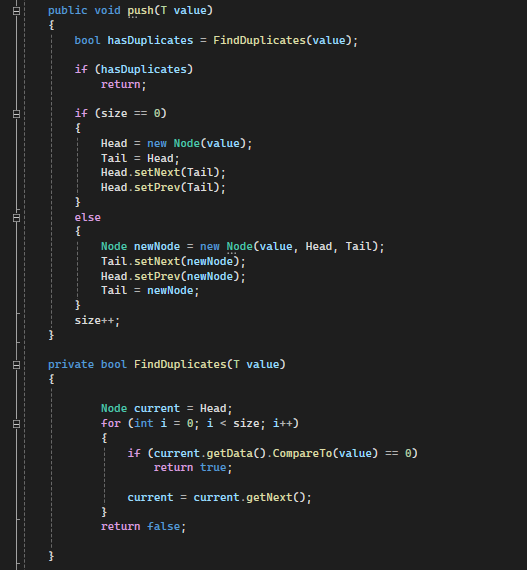 public void push(T value)
{
bool hasDuplicates = FindDuplicates(value);
if (hasDuplicates)
return;
if (size == 0)
{
Head = new Node(value);
Tail = Head;
Head.setNext(Tail);
Head.setPrev(Tail);
}
else
{
Node newNode = new Node(value, Head, Tail);
Tail.setNext(newNode);
Head.setPrev(newNode);
Tail = newNode;
}
size++;
}
private bool FindDuplicates(T value)
{
Node current = Head;
for (int i = 0; i < size; i++)
{
if (current.getData().CompareTo(value) == 0)
return true;
current = current.getNext();
}
return false;
}